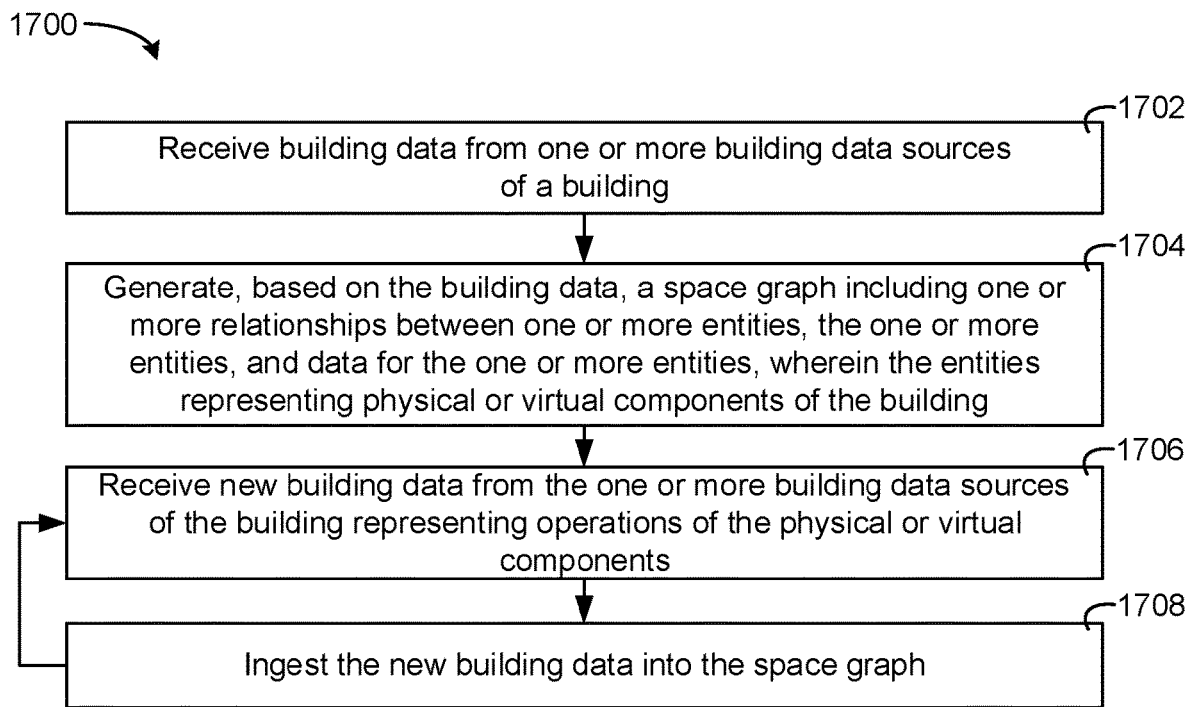 1700
1702
Receive building data from one or more building data sources
of a building
1704
Generate, based on the building data, a space graph including one or
more relationships between one or more entities, the one or more
entities, and data for the one or more entities, wherein the entities
representing physical or virtual components of the building
1706
Receive new building data from the one or more building data sources
of the building representing operations of the physical or virtual
components
1708
Ingest the new building data into the space graph